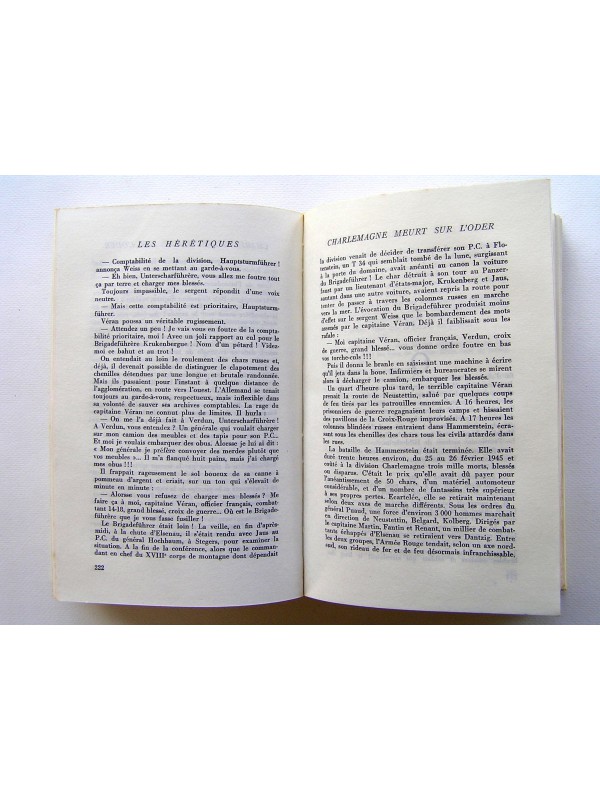 LES HÉRÉTIQUES
— Comptabilité de la division, Haupsturmführer !
annonça Weiss en se mettant au garde-à-vous.
— Eh bien, Unterscharführer, vous allez me foutre tout
ça par terre et charger mes blessés.
Toujours impassible, le sergent répondit d'une voix
neutre.
— Mais cette comptabilité est prioritaire, Hauptsturm-
führer.
Véran poussa un véritable rugissement.
— Attendez un peu ! Je vais vous en foutre de la compta-
bilité prioritaire, moi ! Avec un joli rapport au cul pour le
Brigadeführer Krukenbergue ! Nom d'un pétard ! Videz-
moi ce bahut et au trot !
On entendait au loin le roulement des chars russes et,
déjà, il devenait possible de distinguer le clapotement des
chenilles détendues par une longue et brutale randonnée.
Mais ils passaient pour l'instant à quelque distance de
l'agglomération, en route vers l'ouest. L'Allemand se tenait
toujours au garde-à-vous, respectueux, mais inflexible dans
sa volonté de sauver ses archives comptables. La rage du
capitaine Véran ne connut plus de limites. Il hurla :
— On me l'a déjà fait à Verdun, Unterscharführer !
A Verdun, vous entendez. Un générale qui voulait charger
sur mon camion des meubles et des tapis pour son P.C..
Et moi je voulais embarquer des obus. Alorsse je lui ai dit :
« Mon générale je préfère convoyer des merdes plutôt que
vos meubles »... Il m'a flanqué huit pains, mais j'ai chargé
mes obus !!!
Il frappait rageusement le sol boueux de sa canne à
pommeau d'argent et criait, sur un ton qui s'élevait de
minute en minute :
— Alorsse vous refusez de charger mes blessés ? Me
faire ça à moi, capitaine Véran, officier français, combat-
tant 14-18, grand blessé, croix de guerre... Où est le Brigade-
führère que je vous fasse fusiller !
Le Brigadeführer était loin ! La veille, en fin d'après-
midi, à la chute d'Elsenau, il s'était rendu avec Jaus au
P.C. du général Hochbaum, à Stegers, pour examiner la
situation. A la fin de la conférence, alors que le comman-
dant en chef du XVIIIe corps de montagne dont dépendait
222
CHARLEMAGNE MEURT SUR L'ODER
la division venait de décider de transférer son P.C. à Flo-
tenstein, un T 34 qui semblait tombé de la lune, surgissant
à la porte du domaine, avait anéanti au canon la voiture
du Brigadeführer ! Le char détruit à son tour au Panzer-
faust par un lieutenant d'état-major, Krukenberg et Jaus,
montant dans une autre voiture, avaient repris la route pour
tenter de passer à travers les colonnes russes en marche
vers la mer. L'évocation du Brigadeführer produisit moins
d'effet sur le sergent Weiss que le bombardement des mots
assenés par le capitaine Véran. Déjà il faiblissait sous la
rafale :
— Moi capitaine Véran, officier français, Verdun, croix
de guerre, grand blessé... vous donne ordre foutre en bas
vos torche-culs !!!
Puis il donna le branle en saisissant une machine à écrire
qu'il jeta dans la boue. Infirmiers et bureaucrates se mirent
alors à décharger le camion, embarquer les blessés.
Un quart d'heure plus tard, le terrible capitaine Véran
prenait la route de Neustettin, salué par quelques coups
de feu tirés par les patrouilles ennemies. A 16 heures, les
prisonniers de guerre regagnaient leurs camps et hissaient
des pavillons de la Croix-Rouge improvisés. A 17 heures les
colonnes blindées russes entraient dans Hammerstein, écra-
sant sous les chenilles des chars tous les civils attardés dans
les rues.
La bataille de Hammerstein était terminée. Elle avait
duré trente heures, du 25 au 26 février 1945 et avait
coûté à la division Charlemagne trois mille morts, blessés
ou disparus. C'était le prix qu'elle avait dû payer pour
l'anéantissement de 50 chars, d'un matériel automoteur
considérable, et de fantassins en nombre très supérieur
à ses propres pertes. Ecartelée, elle se retirait maintenant
sur deux axes de marche différents. Sous les ordres du
général Puaud, une force d'environ 3 000 hommes marchait
en direction de Neustettin, Belgard, Kolberg. Dirigés par
le capitaine Martin, Fantin et Renant, un millier de combat-
tants échappés d'Elsenau se repliaient vers Dantzig. Entre
les deux groupes, l'Armée Rouge tendait, selon un axe nord-
sud, son rideau de fer et de feu désormais infranchissable.